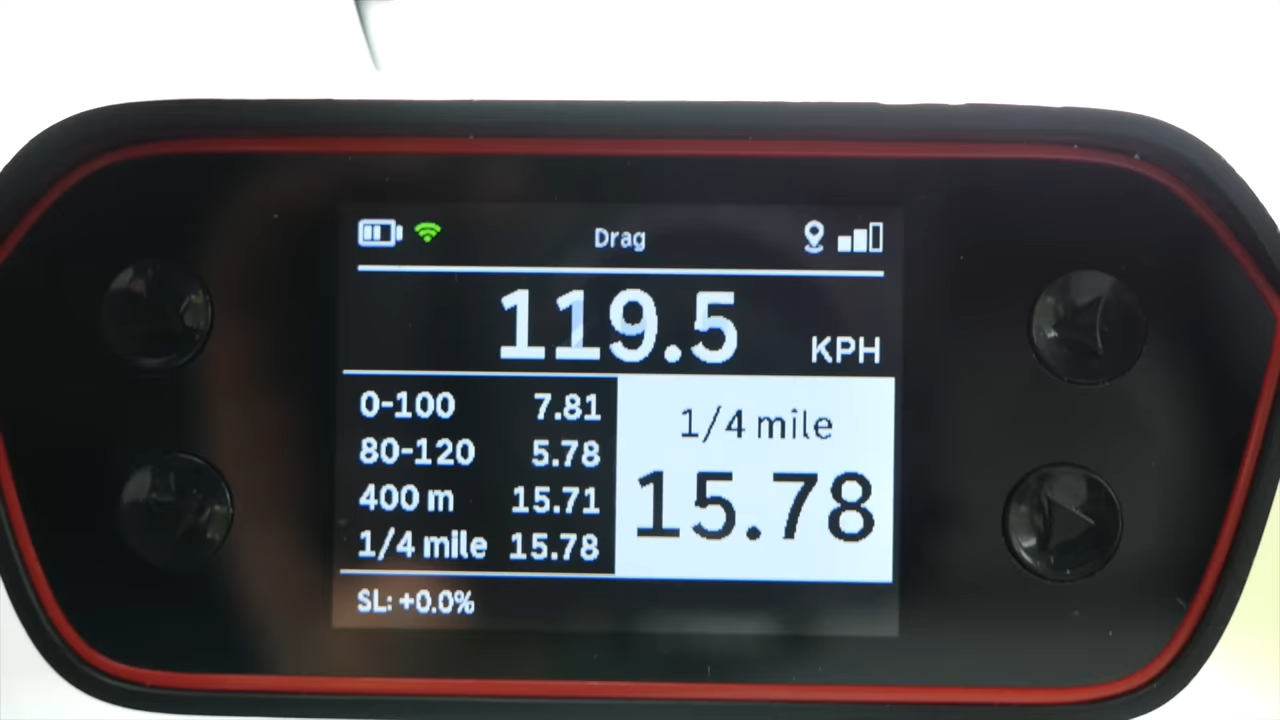 Drag
119.5 KPH
0-100 7.81
80-120 5.78
400 m 15.71
1/4 mile 15.78
1/4 mile
15.78
SL: +0.0%